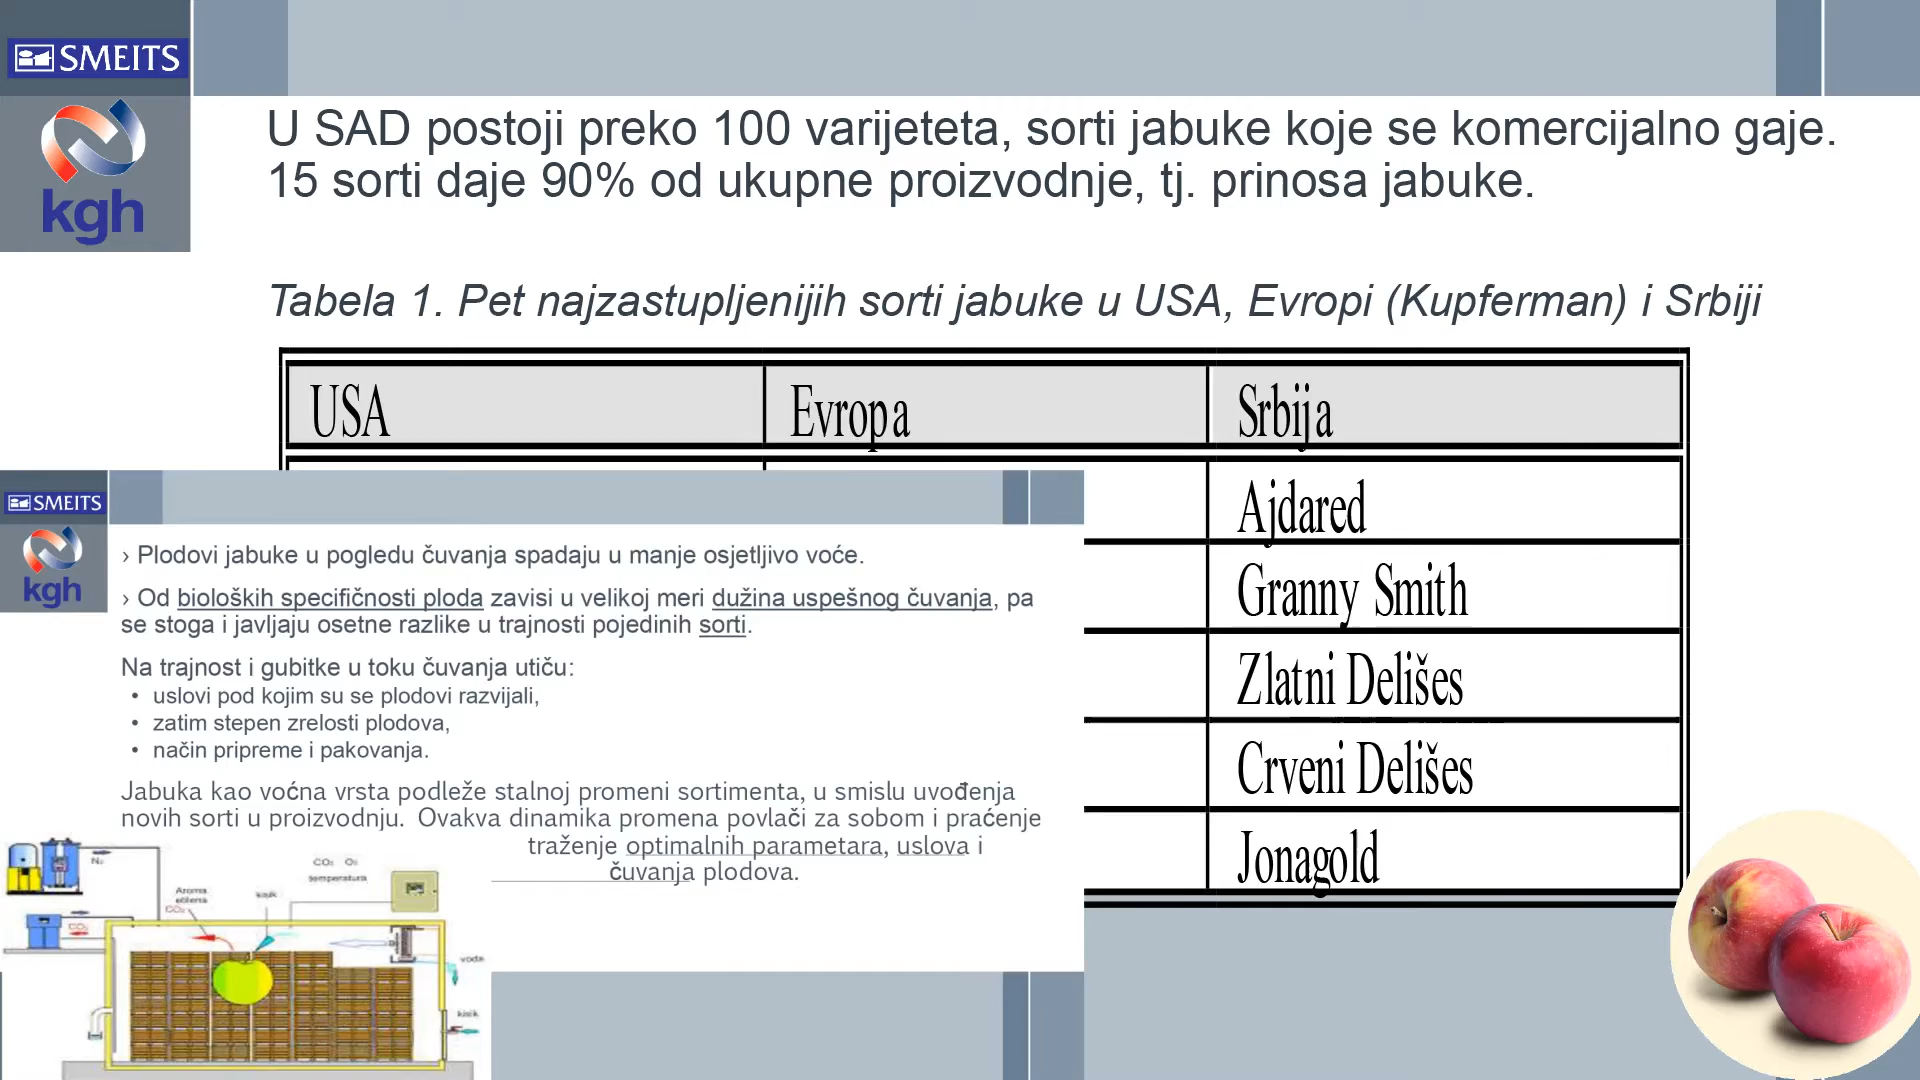 SMEITS
kgh
U SAD postoji preko 100 varijeteta, sorti jabuke koje se komercijalno gaje.
15 sorti daje 90% od ukupne proizvodnje, tj. prinosa jabuke.
Tabela 1. Pet najzastupljenijih sorti jabuke u USA, Evropi (Kupferman) i Srbiji
USA Evropa Srbija
Ajdared
Granny Smith
Zlatni Delišes
Crveni Delišes
Jonagold
SMEITS
kgh
› Plodovi jabuke u pogledu čuvanja spadaju u manje osjetljivo voće.
› Od bioloških specifičnosti ploda zavisi u velikoj meri dužina uspešnog čuvanja, pa
se stoga i javljaju osetne razlike u trajnosti pojedinih sorti.
Na trajnost i gubitke u toku čuvanja utiču:
• uslovi pod kojim su se plodovi razvijali,
• zatim stepen zrelosti plodova,
• način pripreme i pakovanja.
Jabuka kao voćna vrsta podleže stalnoj promeni sortimenta, u smislu uvođenja
novih sorti u proizvodnju. Ovakva dinamika promena povlači za sobom i praćenje
traženje optimalnih parametara, uslova i
čuvanja plodova.
N₂
CO₂ O₂
temperatura
Aroma
CO₂
kisik
CO₂
voda
kisik